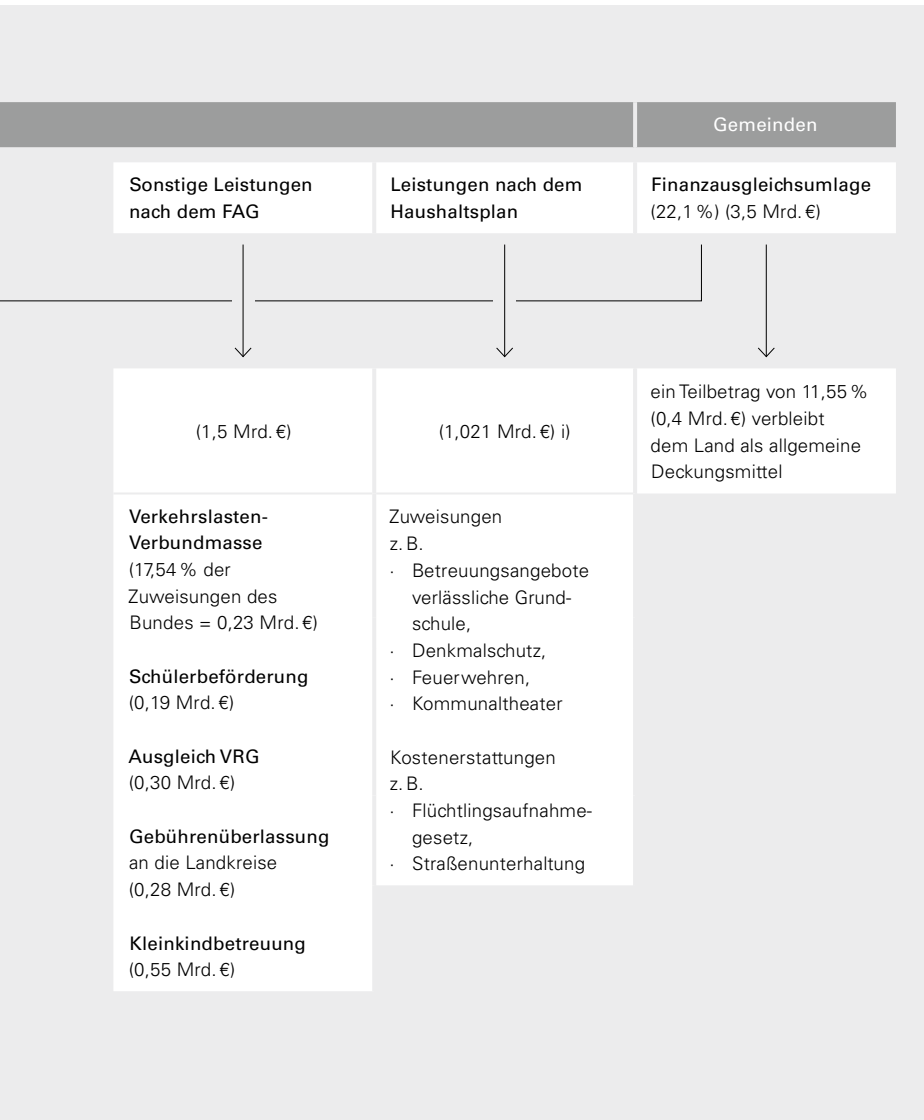 Gemeinden
Sonstige Leistungen
nach dem FAG
Leistungen nach dem
Haushaltsplan
Finanzausgleichsumlage
(22,1 %) (3,5 Mrd. €)
(1,5 Mrd. €)
(1,021 Mrd. €) i)
ein Teilbetrag von 11,55 %
(0,4 Mrd. €) verbleibt
dem Land als allgemeine
Deckungsmittel
Verkehrslasten-
Verbundmasse
(17,54 % der
Zuweisungen des
Bundes = 0,23 Mrd. €)
Schülerbeförderung
(0,19 Mrd. €)
Ausgleich VRG
(0,30 Mrd. €)
Gebührenüberlassung
an die Landkreise
(0,28 Mrd. €)
Kleinkindbetreuung
(0,55 Mrd. €)
Zuweisungen
z. B.
· Betreuungsangebote
verlässliche Grund-
schule,
· Denkmalschutz,
· Feuerwehren,
· Kommunaltheater
Kostenerstattungen
z. B.
· Flüchtlingsaufnahme-
gesetz,
· Straßenunterhaltung